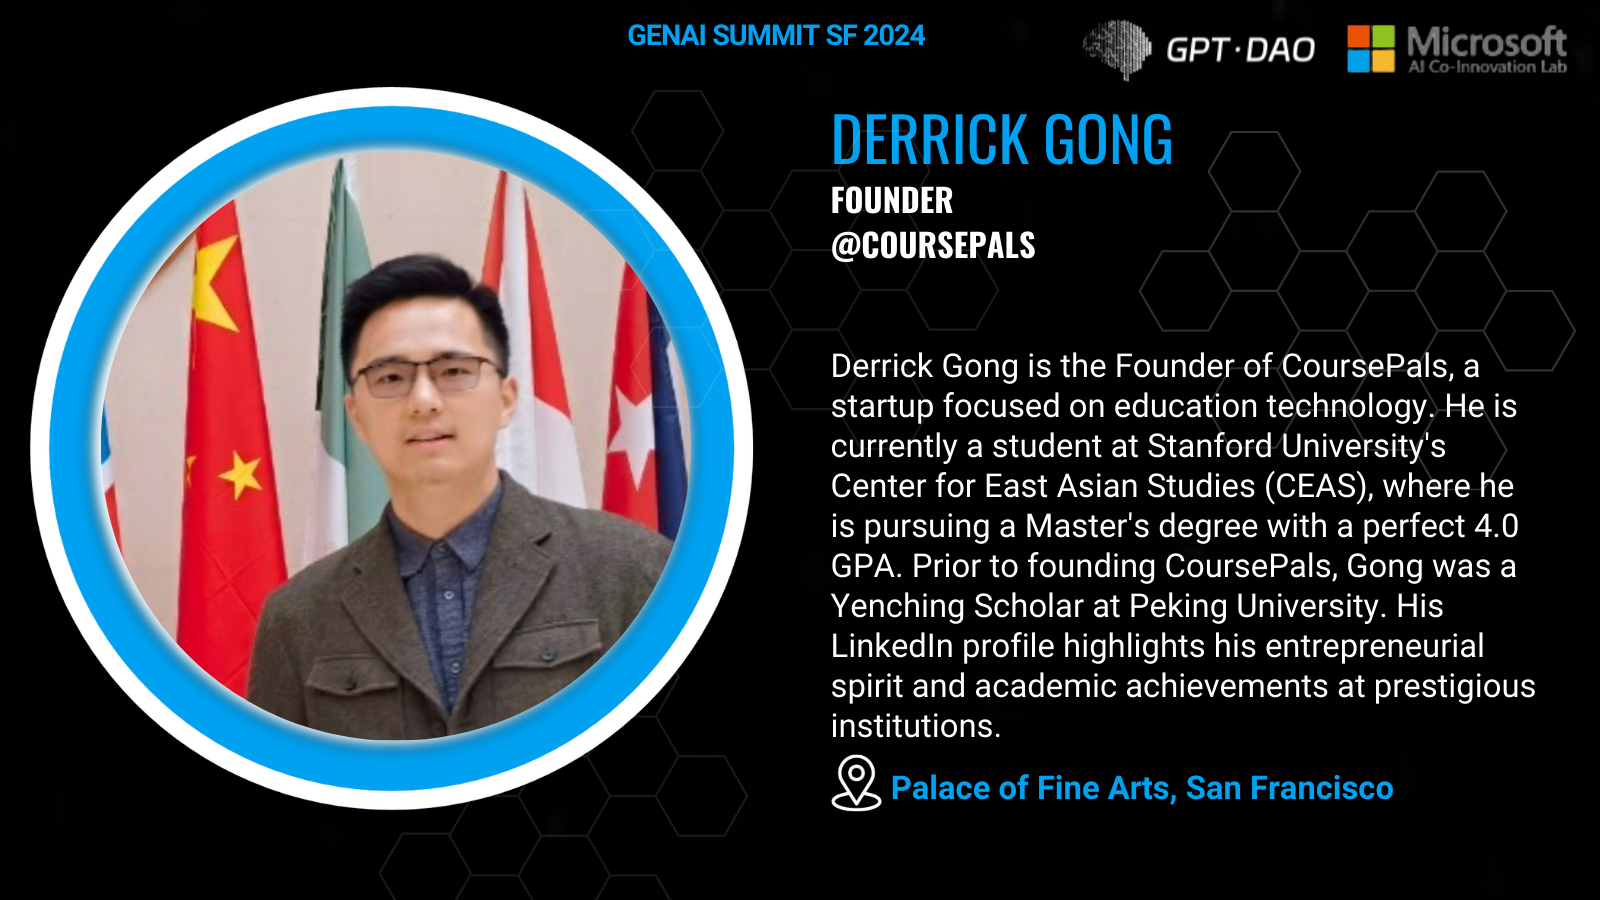 GENAI SUMMIT SF 2024
GPT·DAO
Microsoft
AI Co-Innovation Lab
DERRICK GONG
FOUNDER
@COURSEPALS
Derrick Gong is the Founder of CoursePals, a
startup focused on education technology. He is
currently a student at Stanford University's
Center for East Asian Studies (CEAS), where he
is pursuing a Master's degree with a perfect 4.0
GPA. Prior to founding CoursePals, Gong was a
Yenching Scholar at Peking University. His
LinkedIn profile highlights his entrepreneurial
spirit and academic achievements at prestigious
institutions.
Palace of Fine Arts, San Francisco